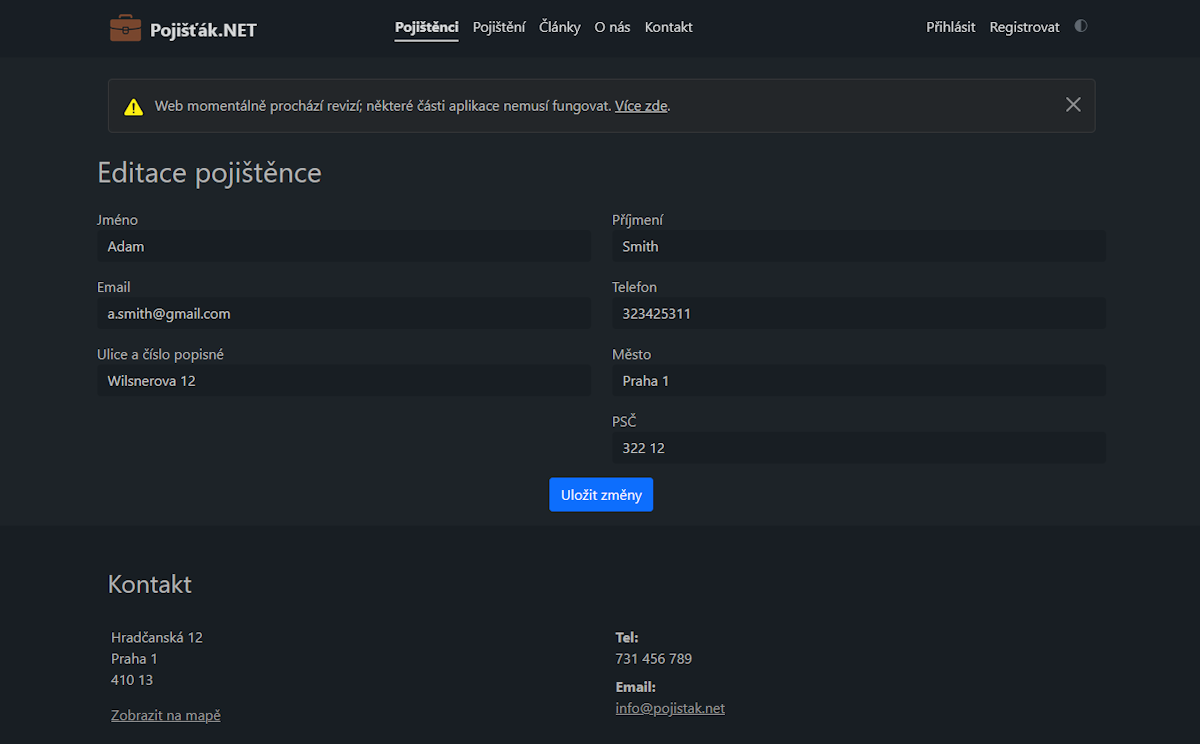 Pojišťák.NET
Pojištěnci Pojištění Články O nás Kontakt
Přihlásit Registrovat
Web momentálně prochází revizí; některé části aplikace nemusí fungovat. Více zde.
Editace pojištěnce
Jméno
Adam
Příjmení
Smith
Email
a.smith@gmail.com
Telefon
323425311
Ulice a číslo popisné
Wilsnerova 12
Město
Praha 1
PSČ
322 12
Uložit změny
Kontakt
Hradčanská 12
Praha 1
410 13
Zobrazit na mapě
Tel:
731 456 789
Email:
info@pojistak.net